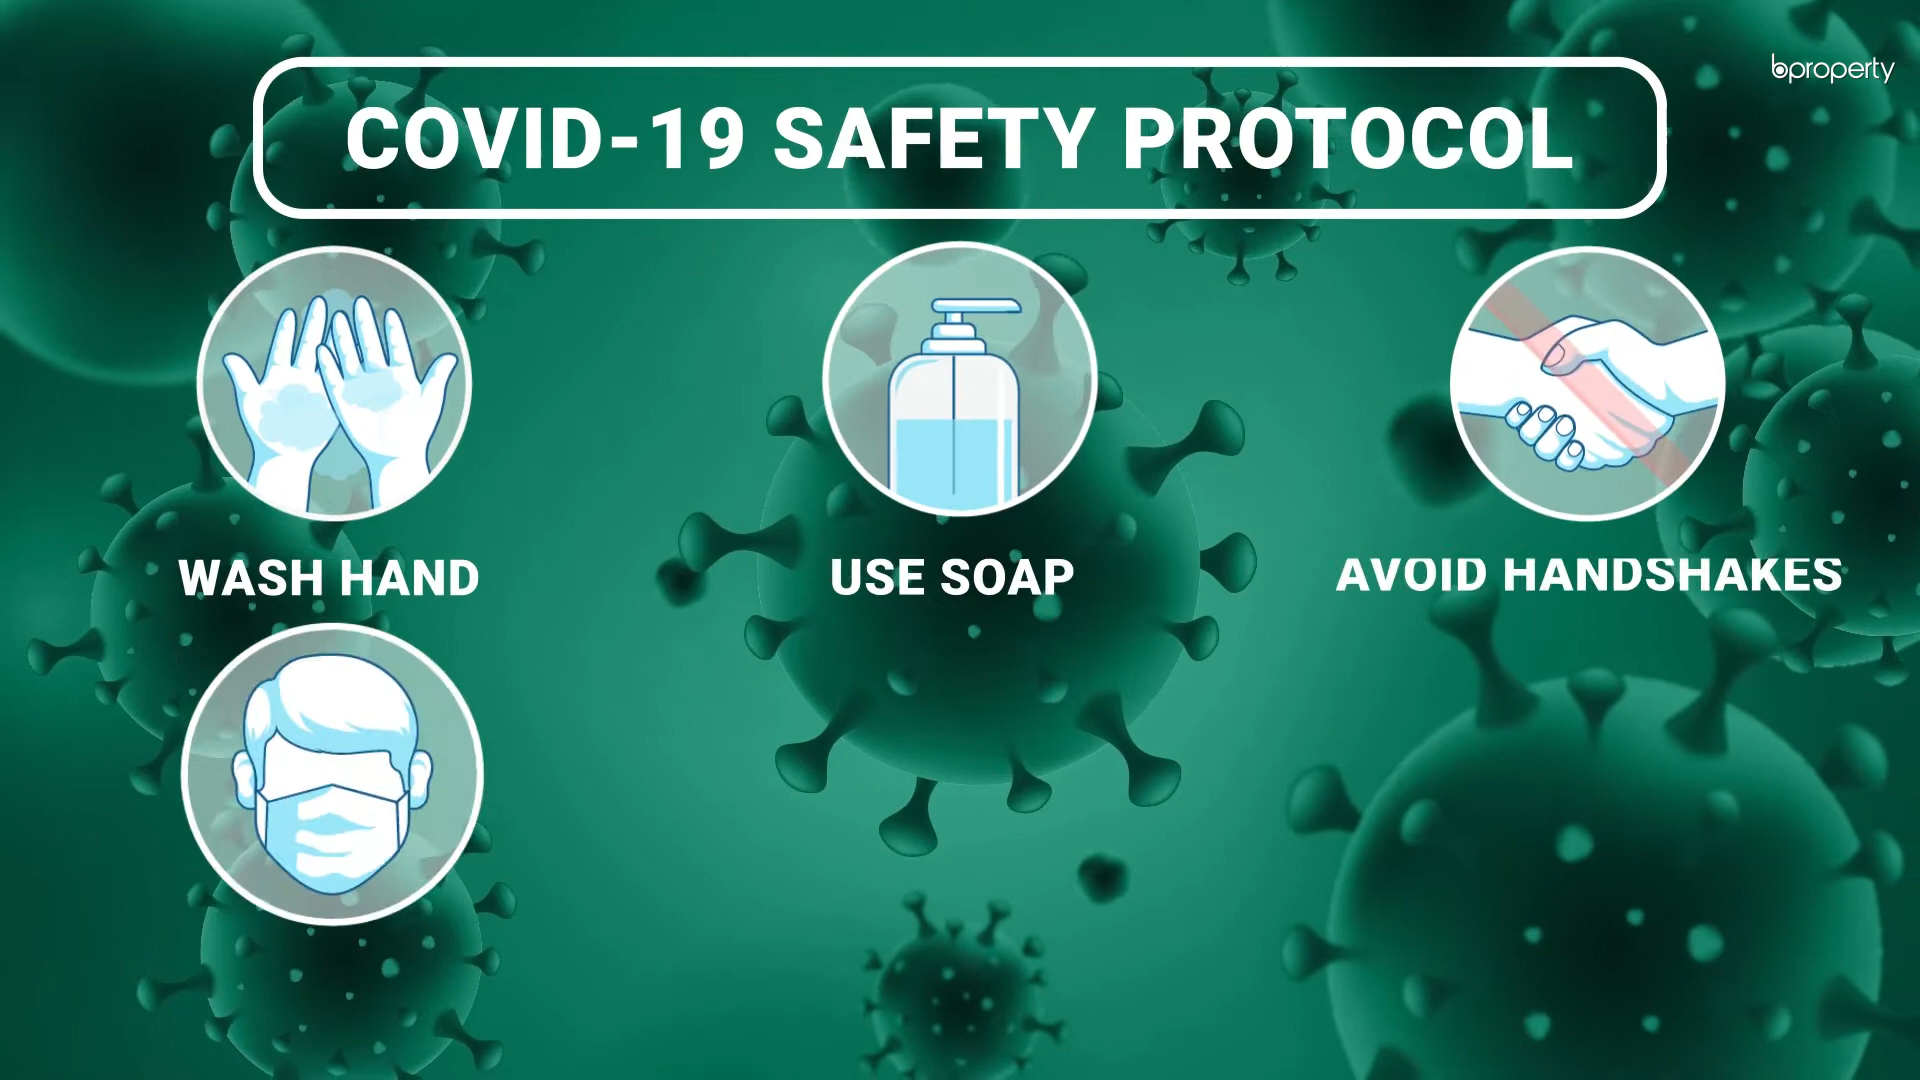 bproperty
COVID-19 SAFETY PROTOCOL
WASH HAND
USE SOAP
AVOID HANDSHAKES